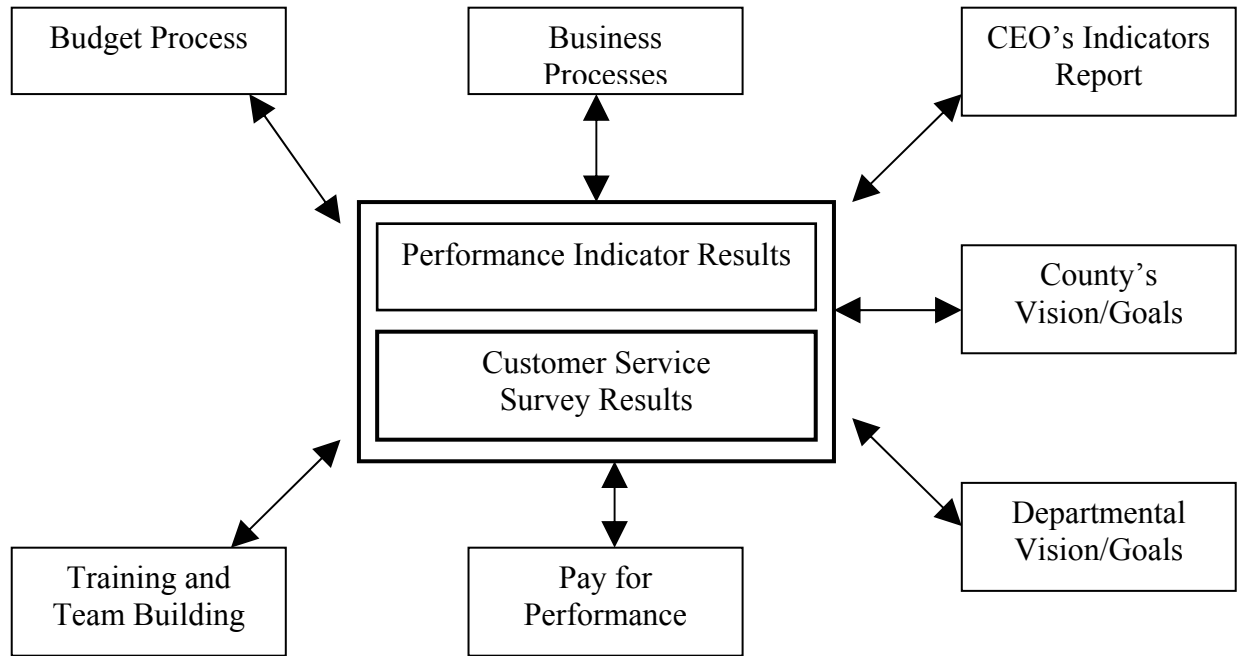 Budget Process
Business
Processes
CEO’s Indicators
Report
Performance Indicator Results
Customer Service
Survey Results
County’s
Vision/Goals
Departmental
Vision/Goals
Training and
Team Building
Pay for
Performance